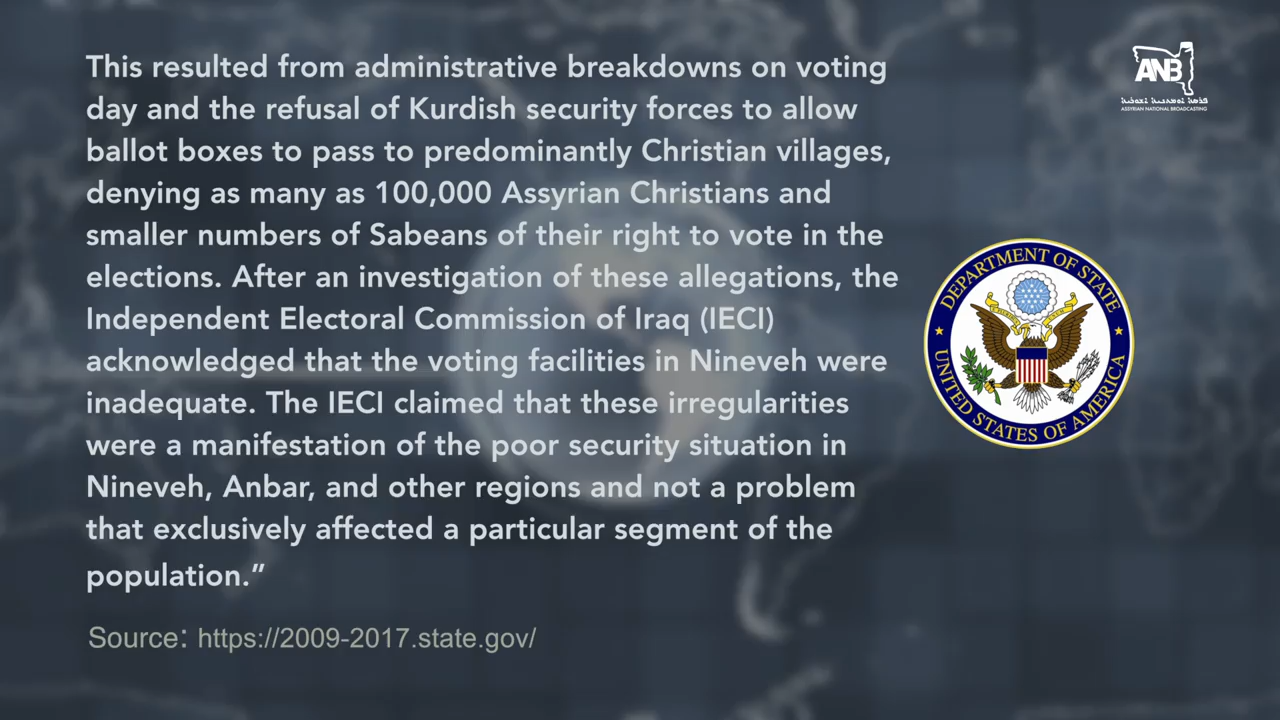 This resulted from administrative breakdowns on voting
day and the refusal of Kurdish security forces to allow
ballot boxes to pass to predominantly Christian villages,
denying as many as 100,000 Assyrian Christians and
smaller numbers of Sabeans of their right to vote in the
elections. After an investigation of these allegations, the
Independent Electoral Commission of Iraq (IECI)
acknowledged that the voting facilities in Nineveh were
inadequate. The IECI claimed that these irregularities
were a manifestation of the poor security situation in
Nineveh, Anbar, and other regions and not a problem
that exclusively affected a particular segment of the
population.”
Source: https://2009-2017.state.gov/
ANB
ASSYRIAN NATIONAL BROADCASTING
DEPARTMENT OF STATE
UNITED STATES OF AMERICA